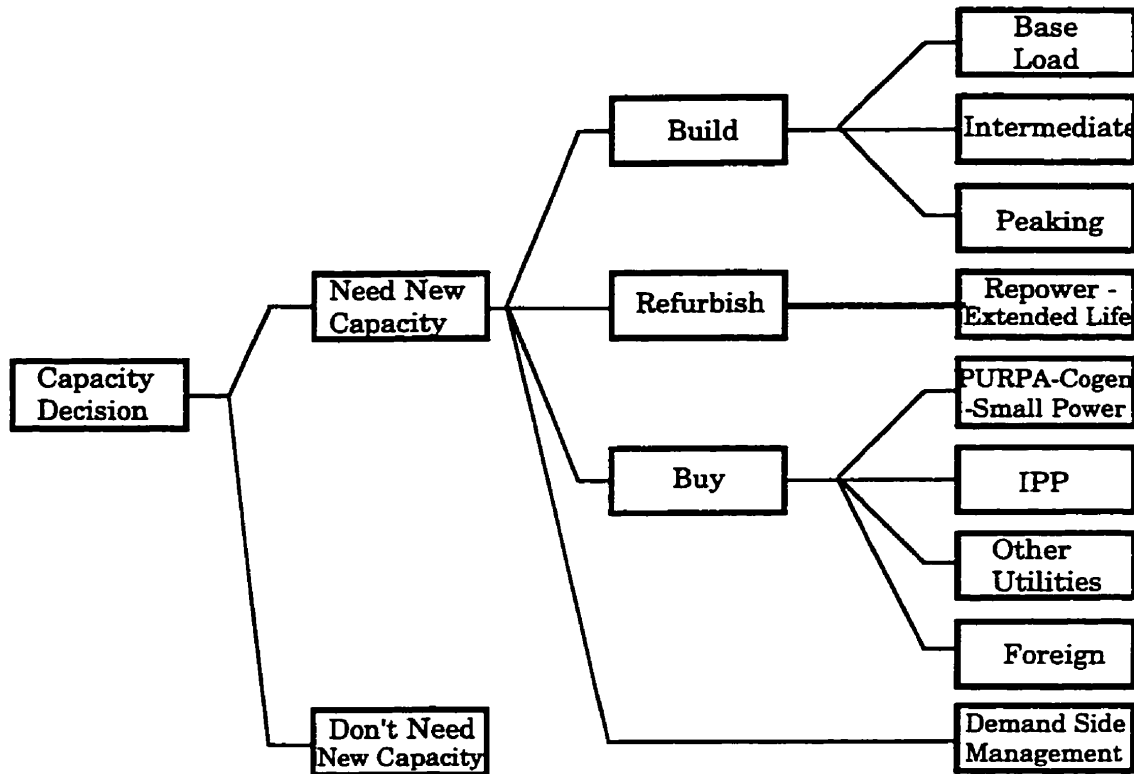 Base
Load
Build
Intermediate
Peaking
Need New
Capacity
Refurbish
Repower -
Extended Life
Capacity
Decision
PURPA-Cogen
-Small Power
Buy
IPP
Other
Utilities
Foreign
Don't Need
New Capacity
Demand Side
Management